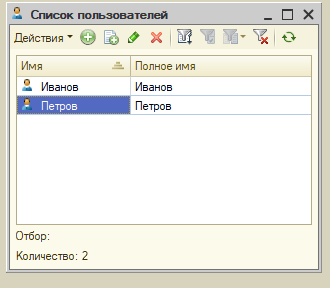 Список пользователей
Действия
Имя Полное имя
Иванов Иванов
Петров Петров
Отбор:
Количество: 2